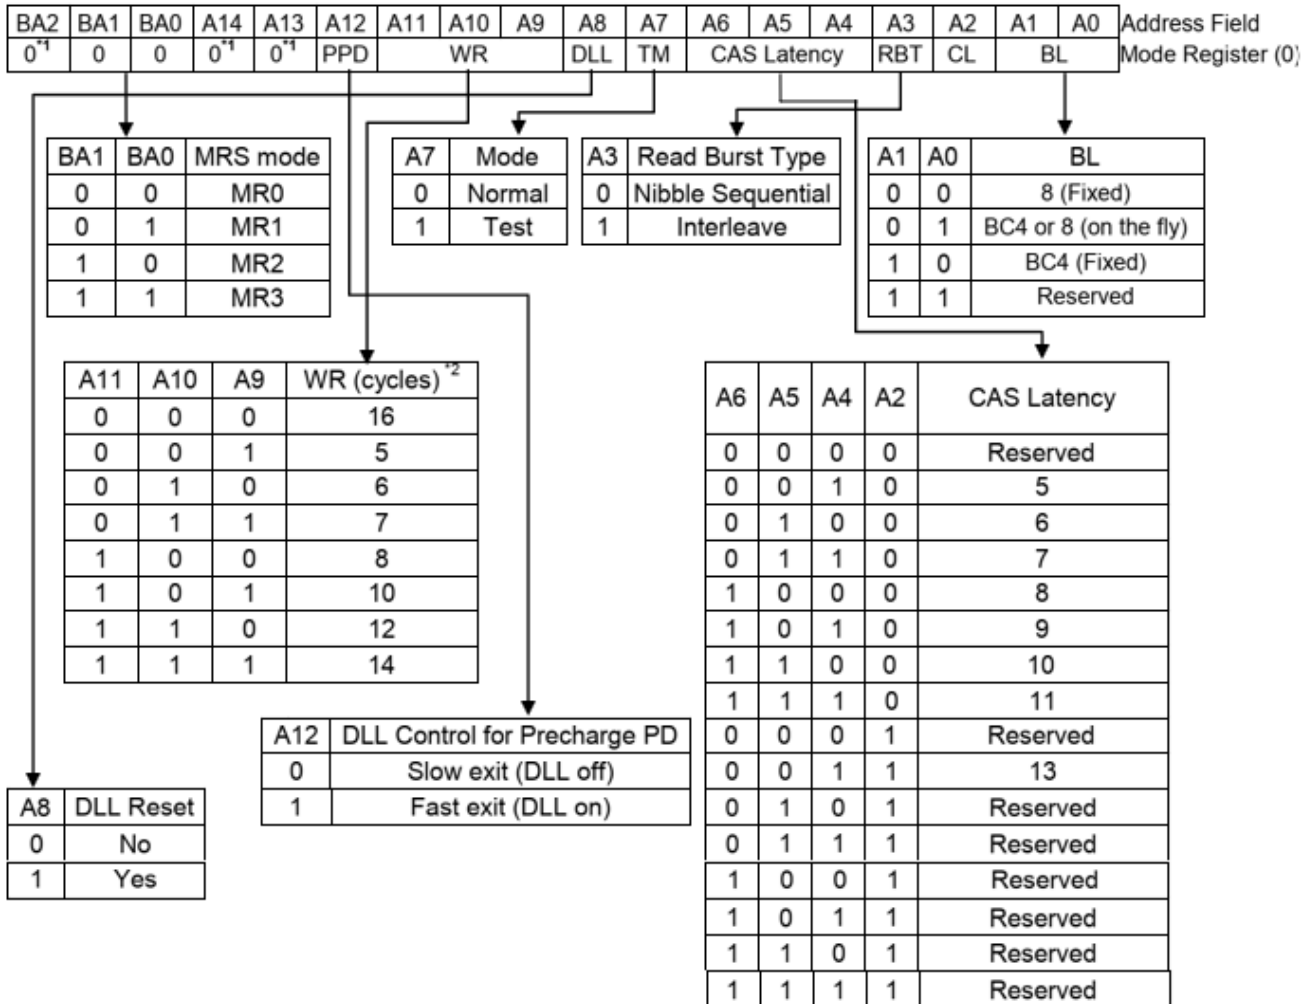 BA2 BA1 BA0 A14 A13 A12 A11 A10 A9 A8 A7 A6 A5 A4 A3 A2 A1 A0 Address Field
0*1 0 0 0*1 0*1 PPD WR DLL TM CAS Latency RBT CL BL Mode Register (0)
BA1 BA0 MRS mode
0 0 MR0
0 1 MR1
1 0 MR2
1 1 MR3
A7 Mode
0 Normal
1 Test
A3 Read Burst Type
0 Nibble Sequential
1 Interleave
A1 A0 BL
0 0 8 (Fixed)
0 1 BC4 or 8 (on the fly)
1 0 BC4 (Fixed)
1 1 Reserved
A11 A10 A9 WR (cycles) *2
0 0 0 16
0 0 1 5
0 1 0 6
0 1 1 7
1 0 0 8
1 0 1 10
1 1 0 12
1 1 1 14
A6 A5 A4 A2 CAS Latency
0 0 0 0 Reserved
0 0 1 0 5
0 1 0 0 6
0 1 1 0 7
1 0 0 0 8
1 0 1 0 9
1 1 0 0 10
1 1 1 0 11
0 0 0 1 Reserved
0 0 1 1 13
0 1 0 1 Reserved
0 1 1 1 Reserved
1 0 0 1 Reserved
1 0 1 1 Reserved
1 1 0 1 Reserved
1 1 1 1 Reserved
A12 DLL Control for Precharge PD
0 Slow exit (DLL off)
1 Fast exit (DLL on)
A8 DLL Reset
0 No
1 Yes